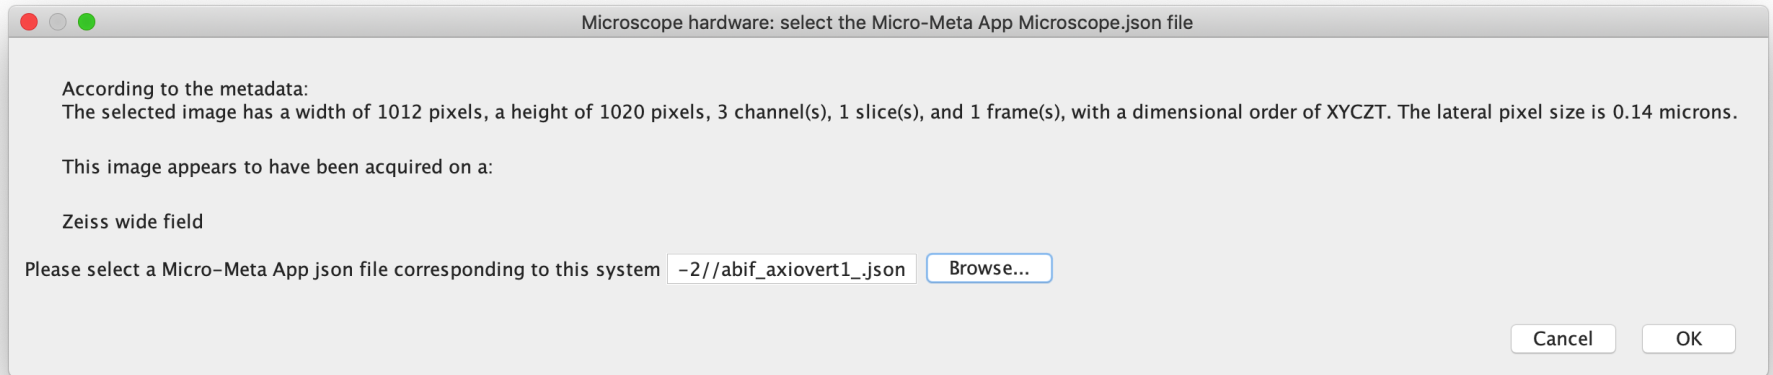 Microscope hardware: select the Micro-Meta App Microscope.json file
According to the metadata:
The selected image has a width of 1012 pixels, a height of 1020 pixels, 3 channel(s), 1 slice(s), and 1 frame(s), with a dimensional order of XYCZT. The lateral pixel size is 0.14 microns.
This image appears to have been acquired on a:
Zeiss wide field
Please select a Micro-Meta App json file corresponding to this system -2//abif_axiovert1_.json Browse...
Cancel OK